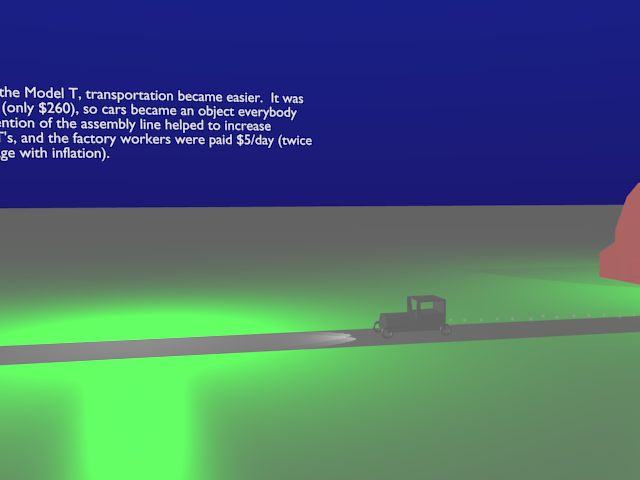 the Model T, transportation became easier. It was
(only $260), so cars became an object everybody
ention of the assembly line helped to increase
T's, and the factory workers were paid $5/day (twice
ge with inflation).